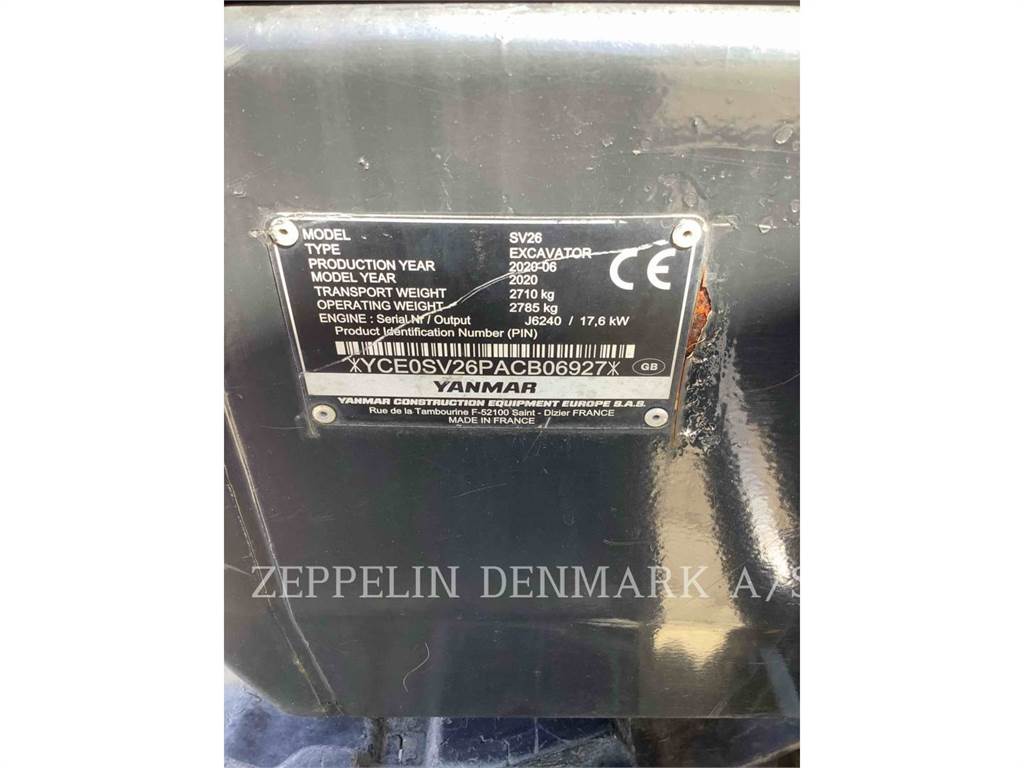 MODEL SV26
TYPE EXCAVATOR
PRODUCTION YEAR 2020-06
MODEL YEAR 2020
TRANSPORT WEIGHT 2710 kg
OPERATING WEIGHT 2785 kg
ENGINE : Serial Nr / Output J6240 / 17,6 kW
Product Identification Number (PIN)
CE
*YCE0SV26PACB06927*
GB
YANMAR
YANMAR CONSTRUCTION EQUIPMENT EUROPE S.A.S.
Rue de la Tambourine F-52100 Saint - Dizier FRANCE
MADE IN FRANCE
ZEPPELIN DENMARK A/S